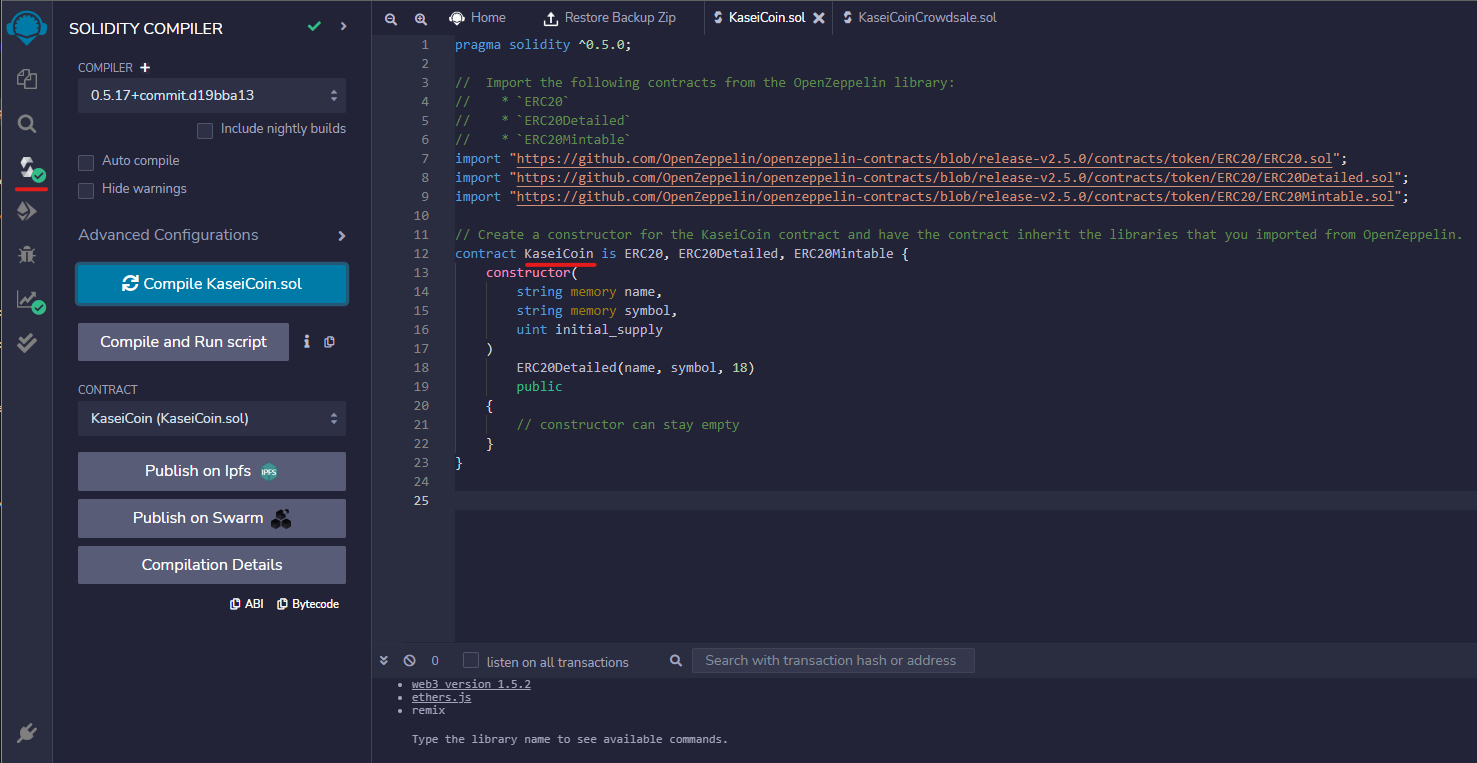 SOLIDITY COMPILER
COMPILER +
0.5.17+commit.d19bba13
Include nightly builds
Auto compile
Hide warnings
Advanced Configurations
Compile KaseiCoin.sol
Compile and Run script
CONTRACT
KaseiCoin (KaseiCoin.sol)
Publish on Ipfs IPFS
Publish on Swarm
Compilation Details
ABI Bytecode
Home Restore Backup Zip KaseiCoin.sol KaseiCoinCrowdsale.sol
1 pragma solidity ^0.5.0;
2
3 //  Import the following contracts from the OpenZeppelin library:
4 //    * `ERC20`
5 //    * `ERC20Detailed`
6 //    * `ERC20Mintable`
7 import "https://github.com/OpenZeppelin/openzeppelin-contracts/blob/release-v2.5.0/contracts/token/ERC20/ERC20.sol";
8 import "https://github.com/OpenZeppelin/openzeppelin-contracts/blob/release-v2.5.0/contracts/token/ERC20/ERC20Detailed.sol";
9 import "https://github.com/OpenZeppelin/openzeppelin-contracts/blob/release-v2.5.0/contracts/token/ERC20/ERC20Mintable.sol";
10
11 // Create a constructor for the KaseiCoin contract and have the contract inherit the libraries that you imported from OpenZeppelin.
12 contract KaseiCoin is ERC20, ERC20Detailed, ERC20Mintable {
13     constructor(
14         string memory name,
15         string memory symbol,
16         uint initial_supply
17     )
18         ERC20Detailed(name, symbol, 18)
19         public
20     {
21         // constructor can stay empty
22     }
23 }
24
25
0 listen on all transactions Search with transaction hash or address
• web3 version 1.5.2
• ethers.js
• remix
Type the library name to see available commands.